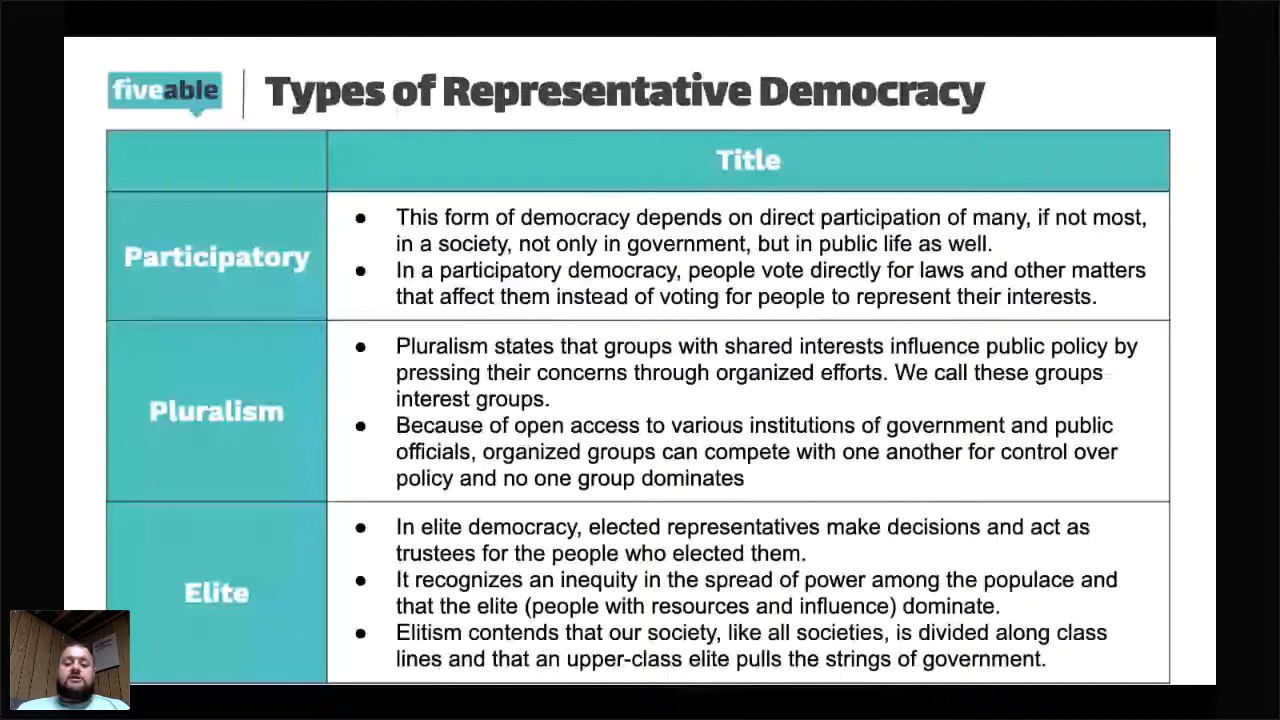 fiveable
Types of Representative Democracy
Title
Participatory
● This form of democracy depends on direct participation of many, if not most,
in a society, not only in government, but in public life as well.
● In a participatory democracy, people vote directly for laws and other matters
that affect them instead of voting for people to represent their interests.
Pluralism
● Pluralism states that groups with shared interests influence public policy by
pressing their concerns through organized efforts. We call these groups
interest groups.
● Because of open access to various institutions of government and public
officials, organized groups can compete with one another for control over
policy and no one group dominates
Elite
● In elite democracy, elected representatives make decisions and act as
trustees for the people who elected them.
● It recognizes an inequity in the spread of power among the populace and
that the elite (people with resources and influence) dominate.
● Elitism contends that our society, like all societies, is divided along class
lines and that an upper-class elite pulls the strings of government.